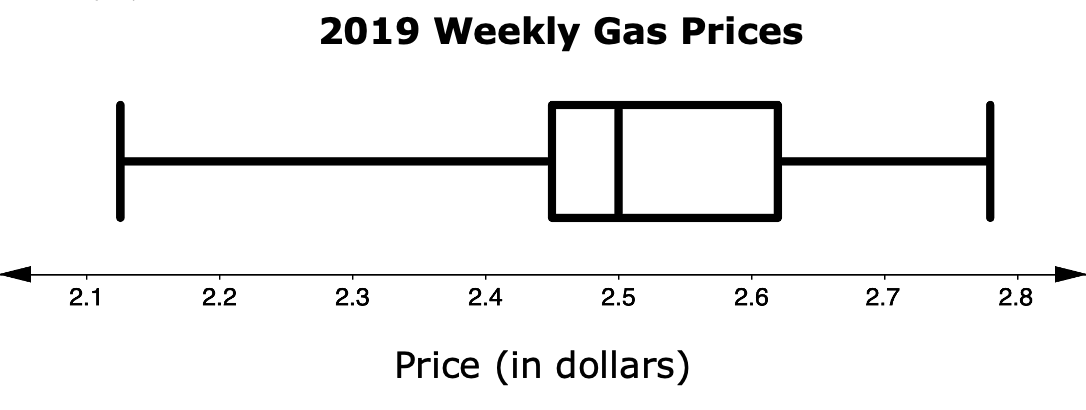 2019 Weekly Gas Prices
2.1 2.2 2.3 2.4 2.5 2.6 2.7 2.8
Price (in dollars)